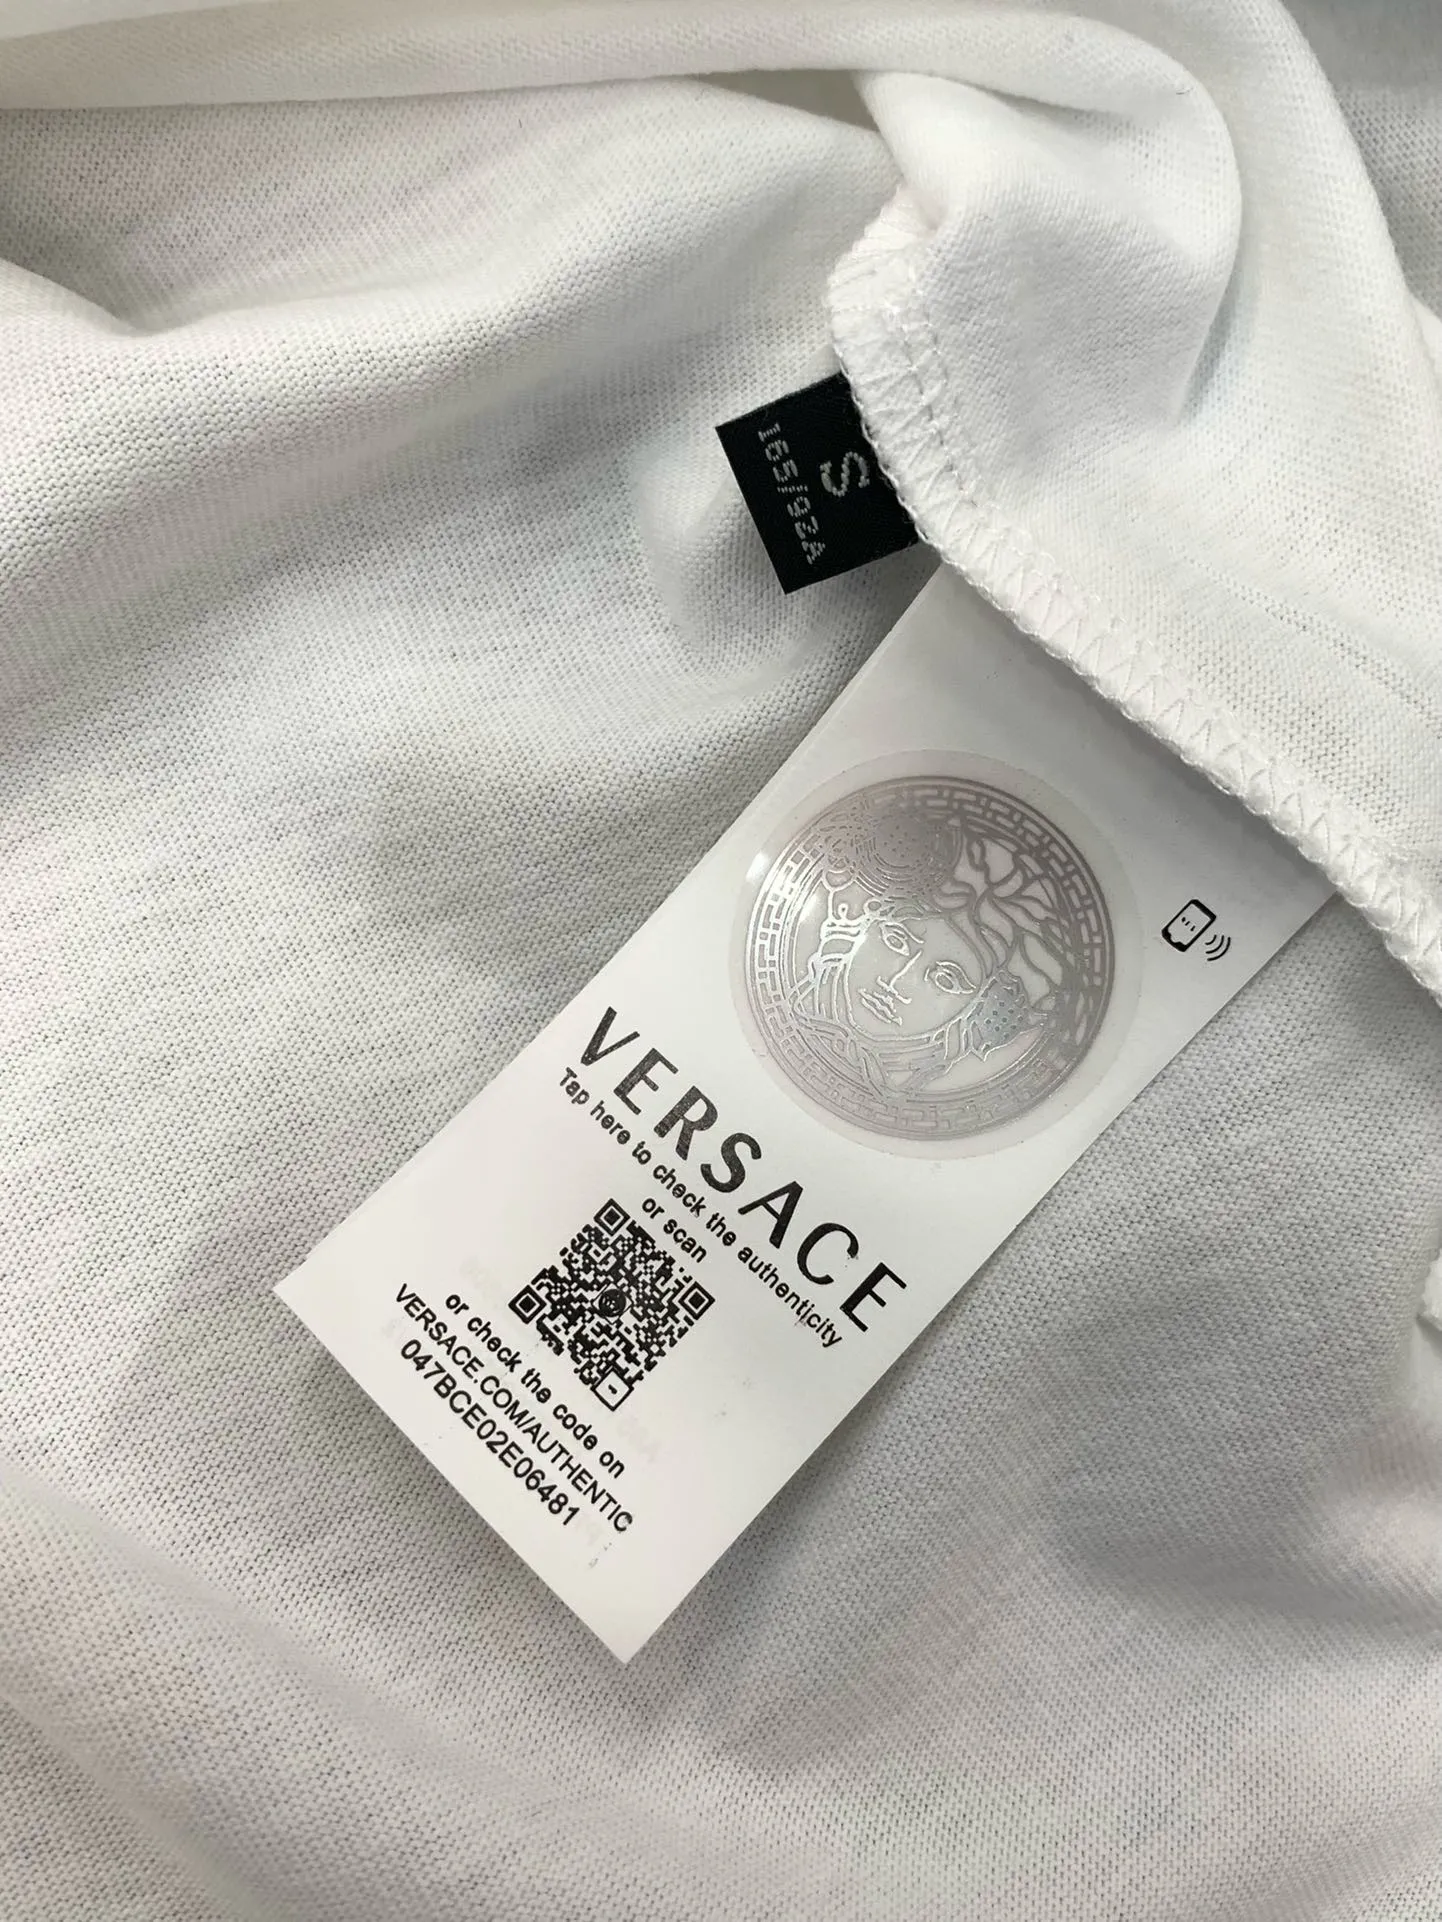 S
165/92A
VERSACE
Tap here to check the authenticity
or scan
or check the code on
VERSACE.COM/AUTHENTIC
047BCE02E06481